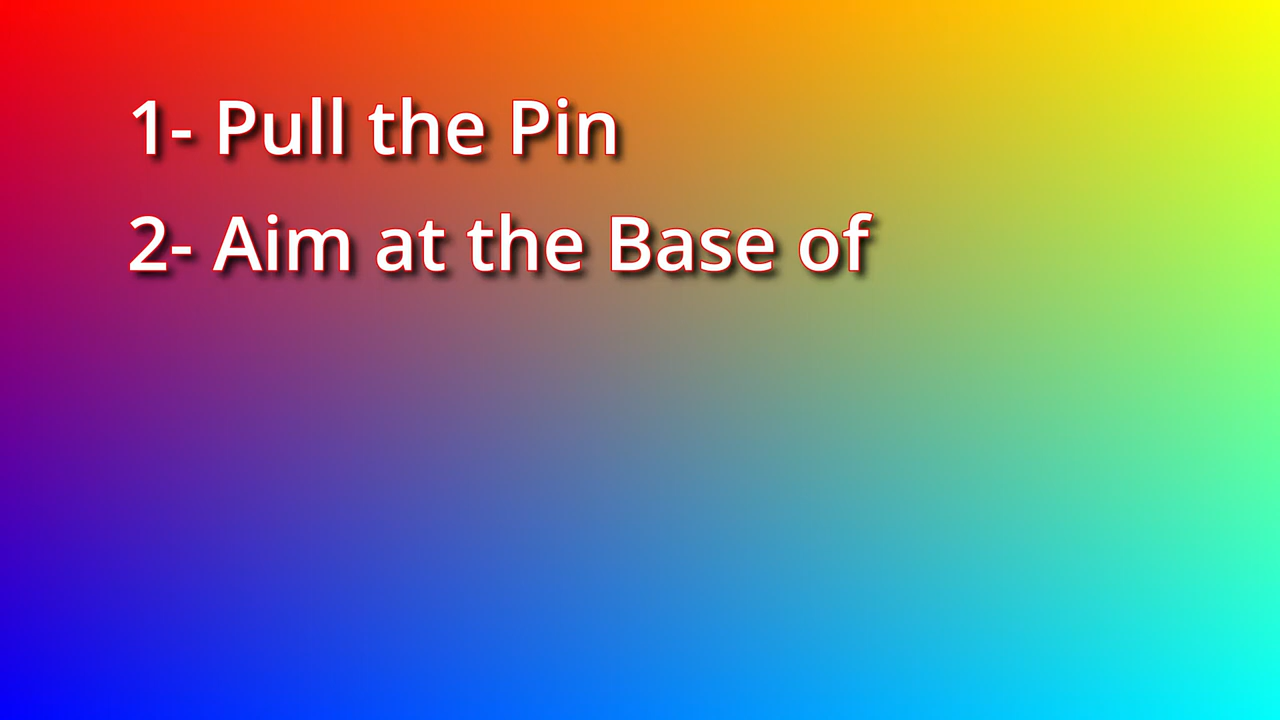 1- Pull the Pin
2- Aim at the Base of